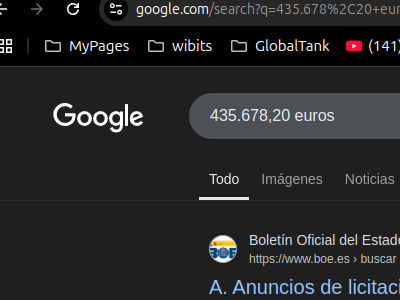 google.com/search?q=435.678%2C20+eur
MyPages wibits GlobalTank (141)
Google 435.678,20 euros
Todo Imágenes Noticias
BOE
Boletín Oficial del Estado
https://www.boe.es › buscar
A. Anuncios de licitaci